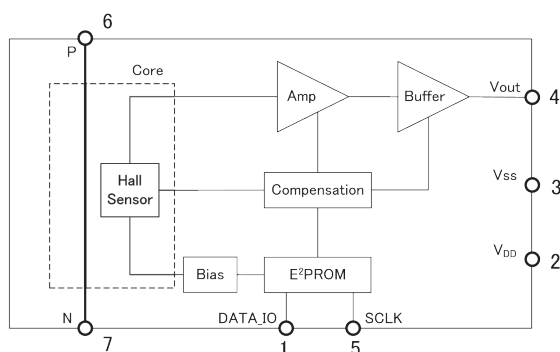 6
P
Core
Amp
Buffer
Vout
4
Hall
Sensor
Compensation
VSS
3
VDD
2
Bias
E²PROM
N
7
DATA_IO
1
SCLK
5